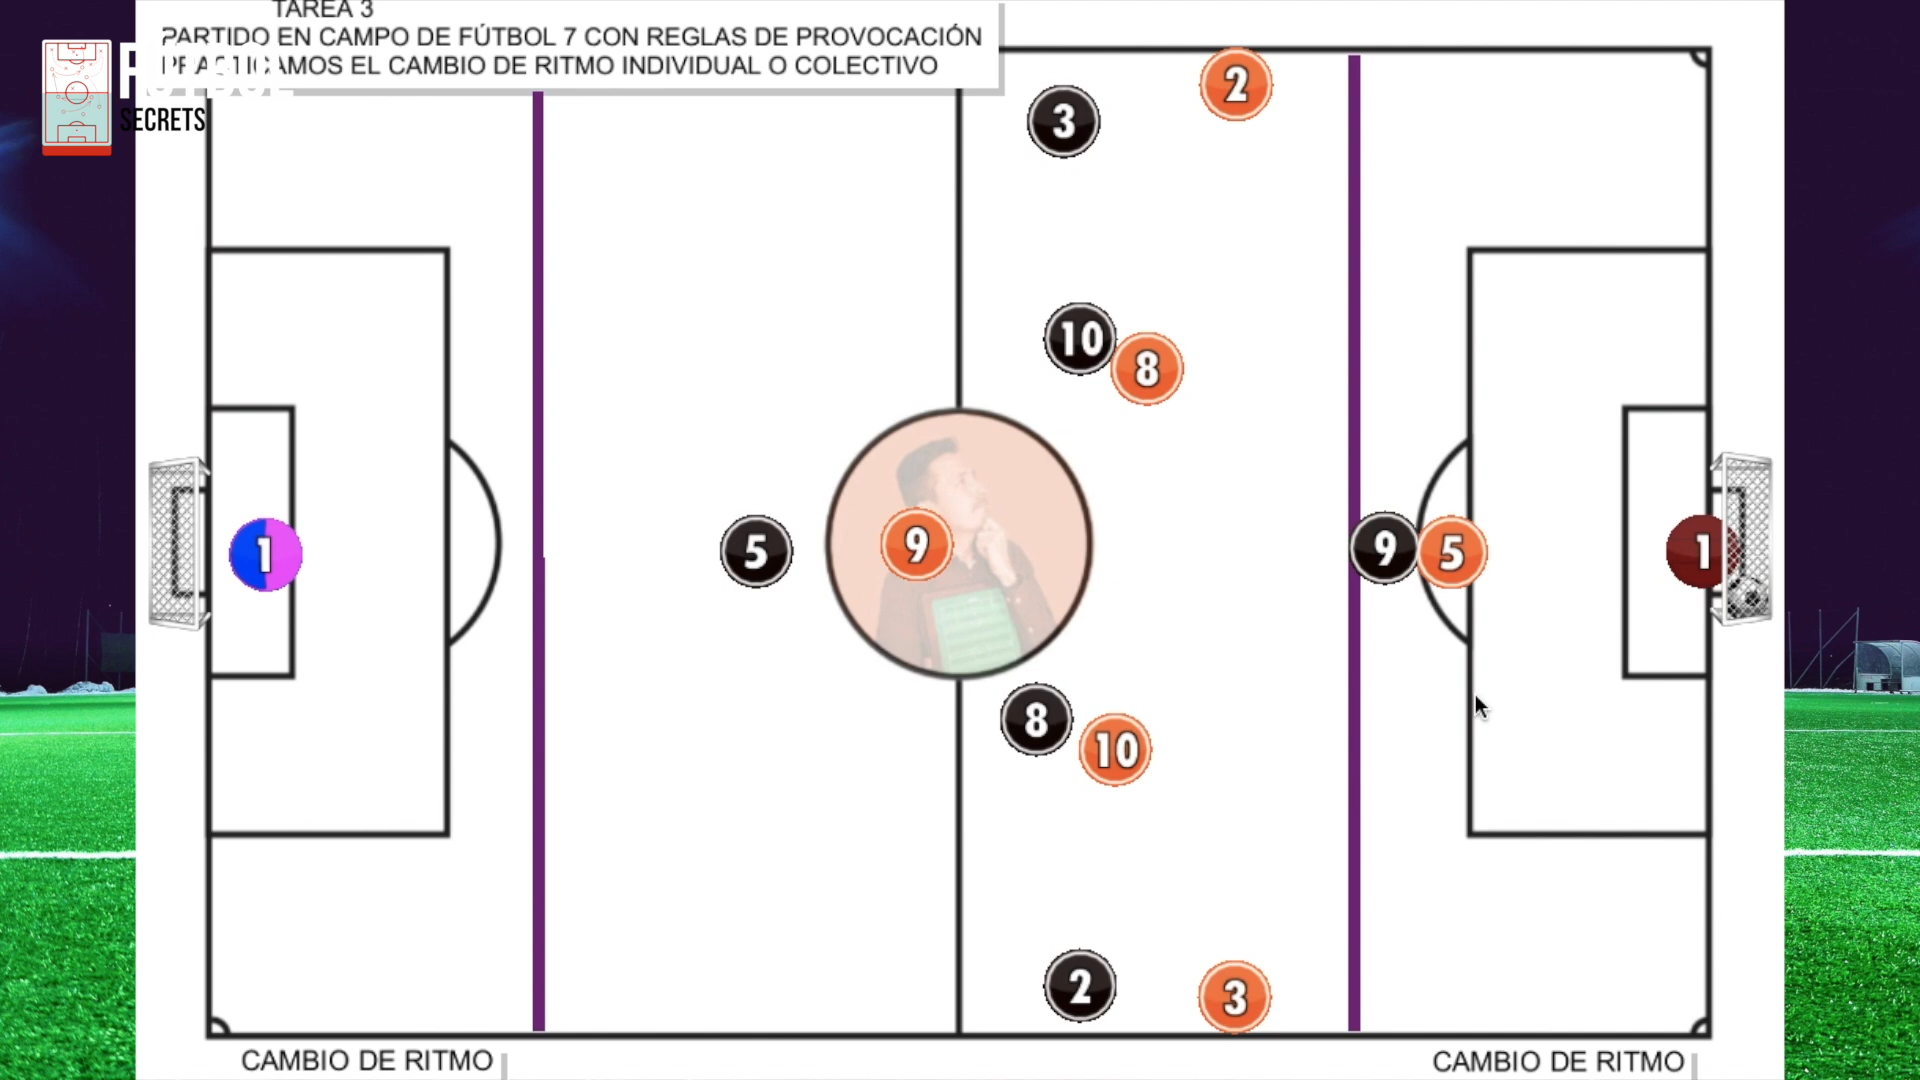 TAREA 3
PARTIDO EN CAMPO DE FÚTBOL 7 CON REGLAS DE PROVOCACIÓN
PRACTICAMOS EL CAMBIO DE RITMO INDIVIDUAL O COLECTIVO
FÚTBOL
SECRETS
2
3
10
8
1
5
9
9
5
1
8
10
2
3
CAMBIO DE RITMO
CAMBIO DE RITMO